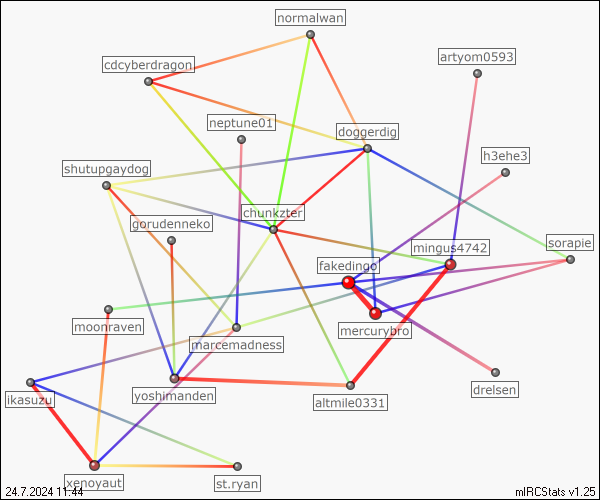 normalwan
cdcyberdragon
artyom0593
neptune01
doggerdig
h3ehe3
shutupgaydog
chunkzter
gorudenneko
mingus4742
sorapie
fakedingo
moonraven
mercurybro
marcemadness
drelsen
yoshimanden
ikasuzu
altmile0331
xenoyaut
st.ryan
24.7.2024 11:44
mIRCStats v1.25